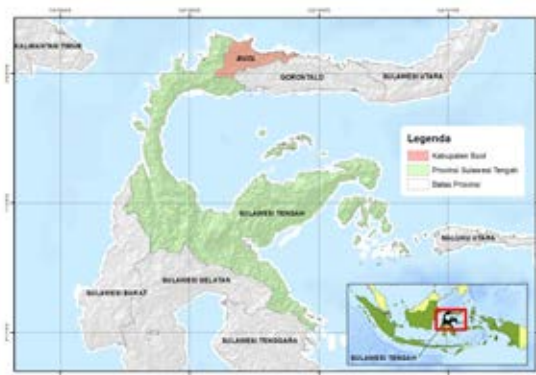 KALIMANTAN TIMUR
BUOL
GORONTALO
SULAWESI UTARA
Legenda
Kabupaten Buol
Provinsi Sulawesi Tengah
Batas Provinsi
SULAWESI TENGAH
MALUKU UTARA
SULAWESI SELATAN
SULAWESI BARAT
SULAWESI TENGGARA
SULAWESI TENGAH